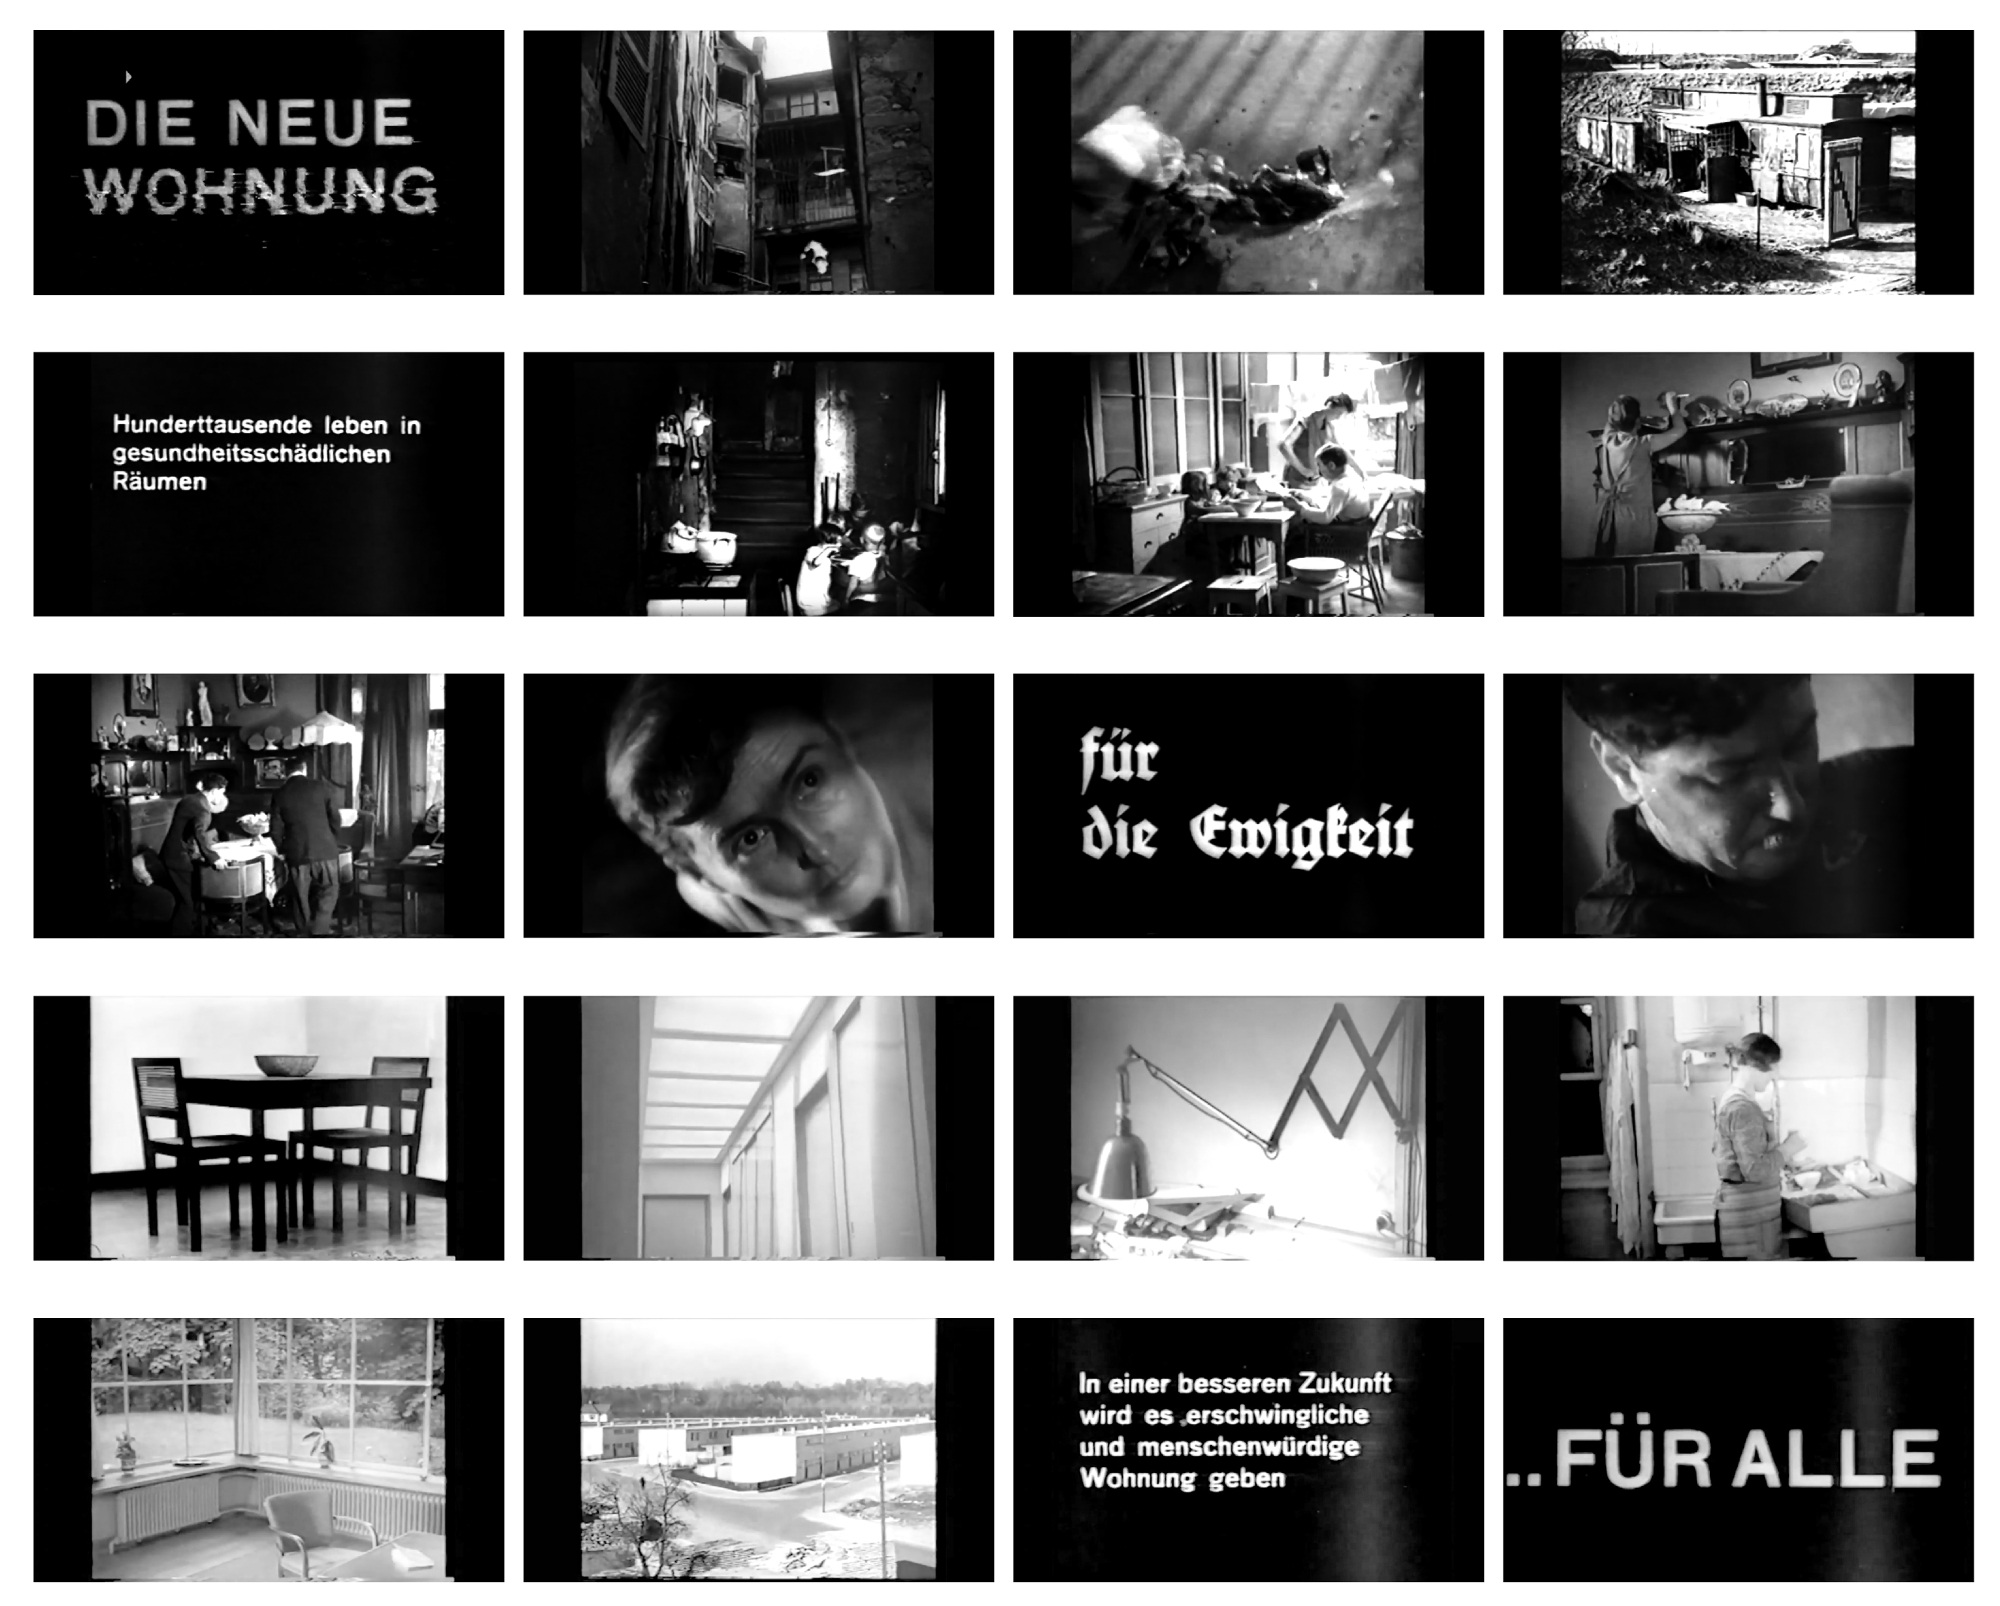 DIE NEUE
WOHNUNG
Hunderttausende leben in
gesundheitsschädlichen
Räumen
für
die Ewigkeit
In einer besseren Zukunft
wird es erschwingliche
und menschenwürdige
Wohnung geben
..FÜR ALLE